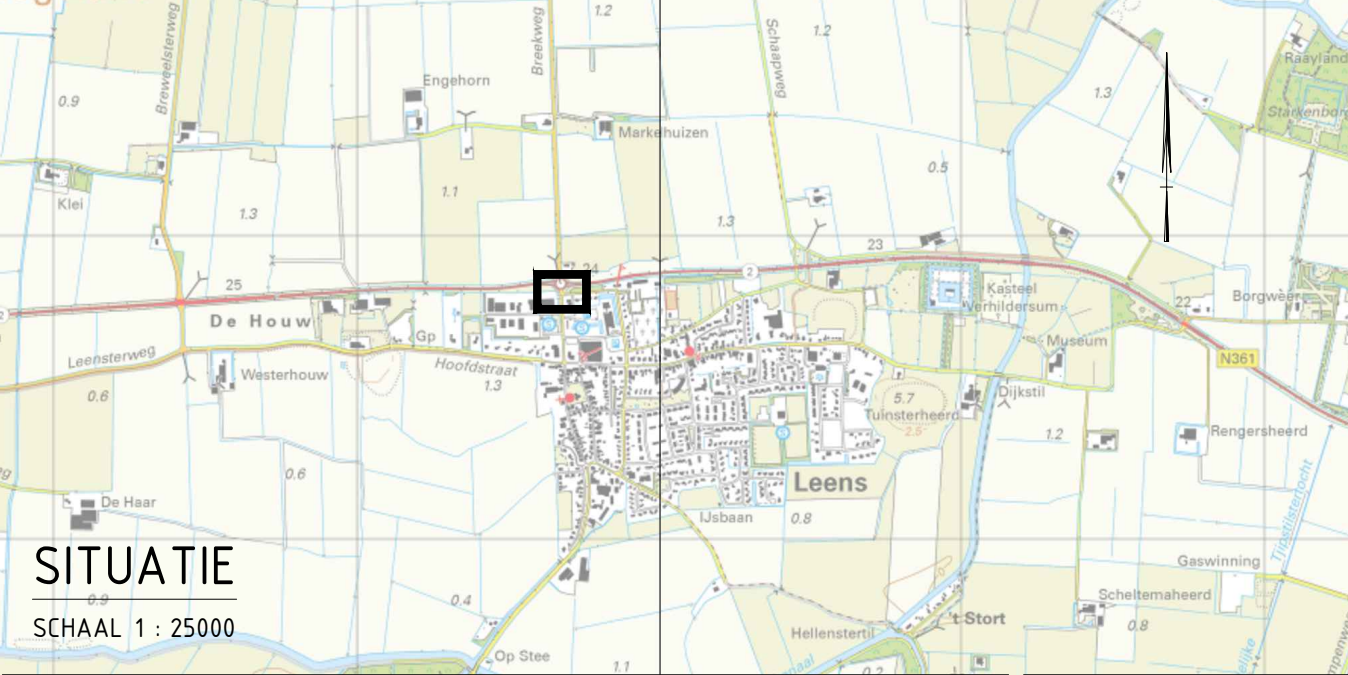 1.2
Breekweg
Schaapweg
1.2
Breweelsterweg
Engehorn
Raayland
0.9
1.3
Markehuizen
0.5
Klei
1.1
1.3
1.3
23
24
2
25
Kasteel
Verhildersum
22
Borgweer
De Houw
Gp
Museum
Leensterweg
N361
Hoofdstraat
1.3
Westerhouw
Dijkstil
0.6
5.7
Tuinsterheerd
2.5
1.2
Rengersheerd
0.6
Leens
De Haar
IJsbaan
0.8
Tjipstilstertocht
SITUATIE
Gaswinning
0.9
0.4
Scheltemaheerd
SCHAAL 1 : 25000
't Stort
0.8
Hellenstertil
Op Stee
1.1
0.2